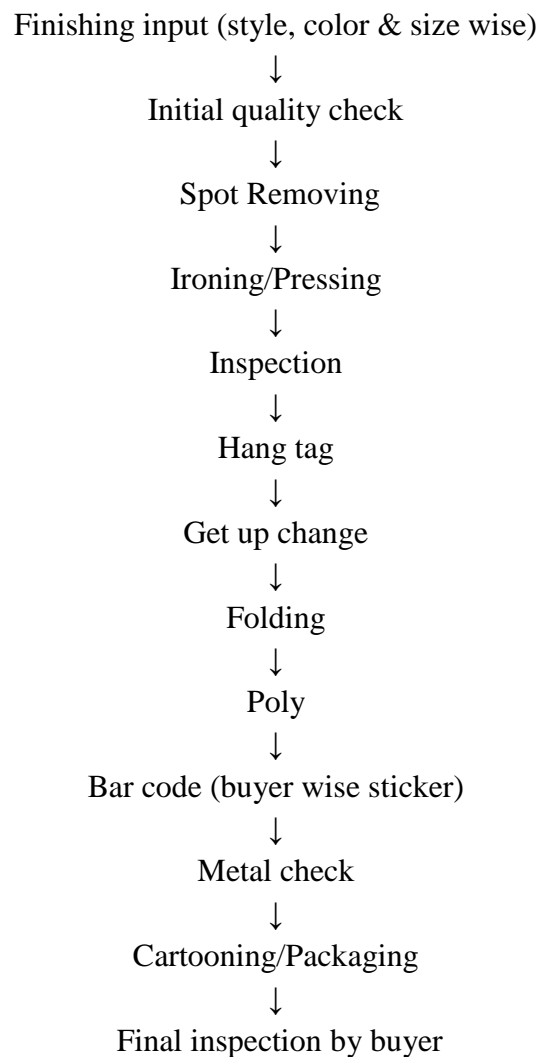 Finishing input (style, color & size wise)
↓
Initial quality check
↓
Spot Removing
↓
Ironing/Pressing
↓
Inspection
↓
Hang tag
↓
Get up change
↓
Folding
↓
Poly
↓
Bar code (buyer wise sticker)
↓
Metal check
↓
Cartooning/Packaging
↓
Final inspection by buyer